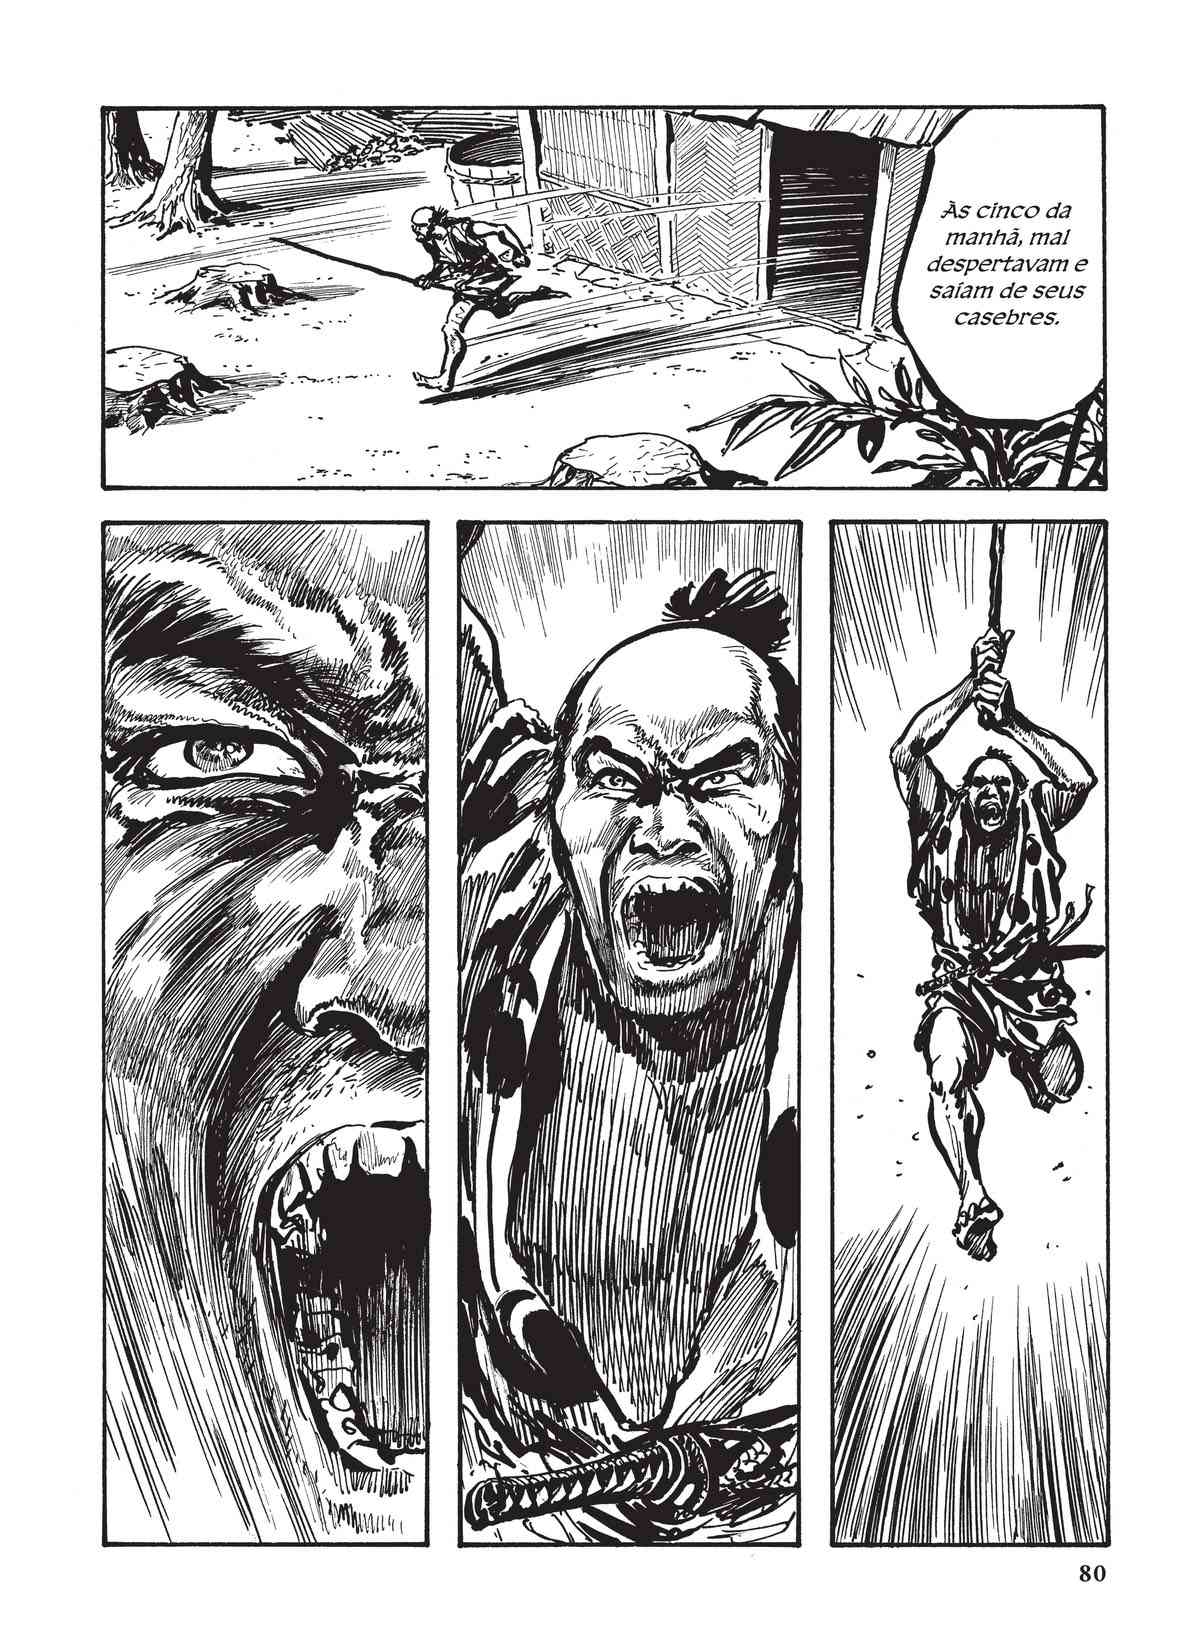 Às cinco da
manhã, mal
despertavam e
saíam de seus
casebres.
80